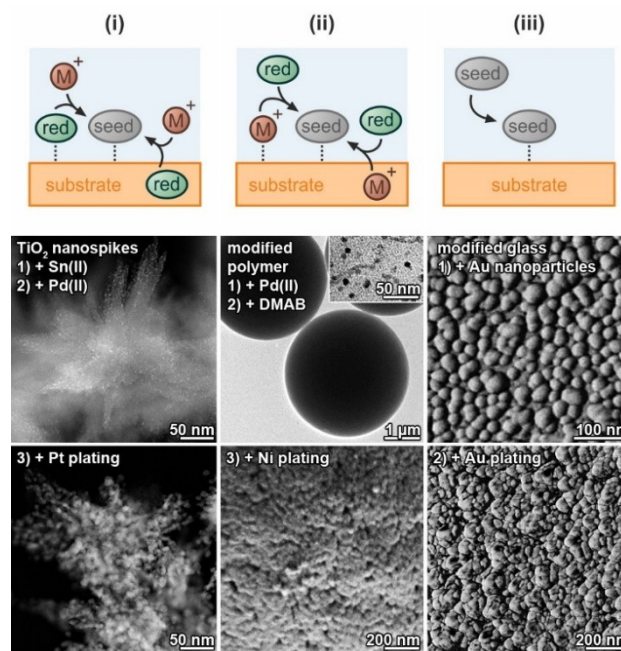 (i)
(ii)
(iii)
M+
red
seed
M+
substrate
red
red
M+
seed
red
substrate
M+
seed
seed
substrate
TiO₂ nanospikes
1) + Sn(II)
2) + Pd(II)
50 nm
modified
polymer
1) + Pd(II)
2) + DMAB
50 nm
1 µm
modified glass
1) + Au nanoparticles
100 nm
3) + Pt plating
50 nm
3) + Ni plating
200 nm
2) + Au plating
200 nm